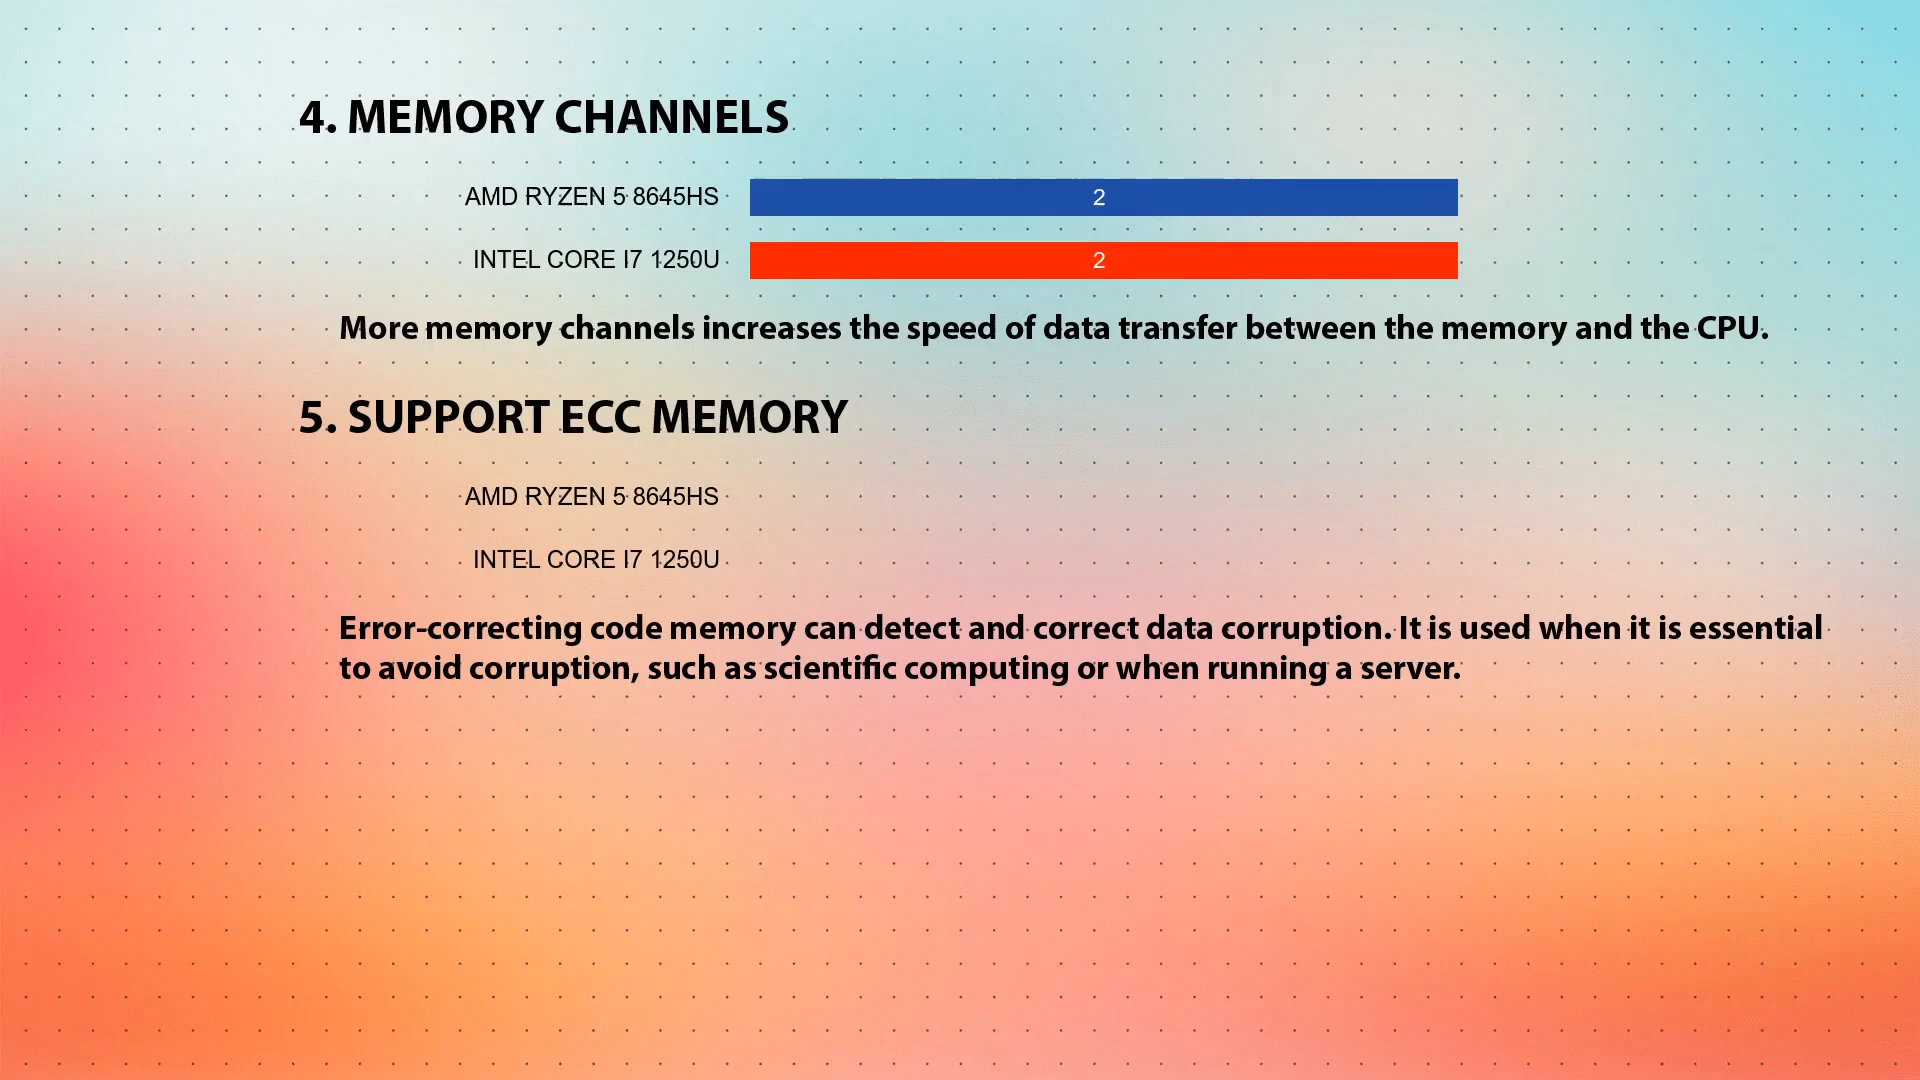 4. MEMORY CHANNELS
AMD RYZEN 5 8645HS
2
INTEL CORE I7 1250U
2
More memory channels increases the speed of data transfer between the memory and the CPU.
5. SUPPORT ECC MEMORY
AMD RYZEN 5 8645HS
INTEL CORE I7 1250U
Error-correcting code memory can detect and correct data corruption. It is used when it is essential
to avoid corruption, such as scientific computing or when running a server.